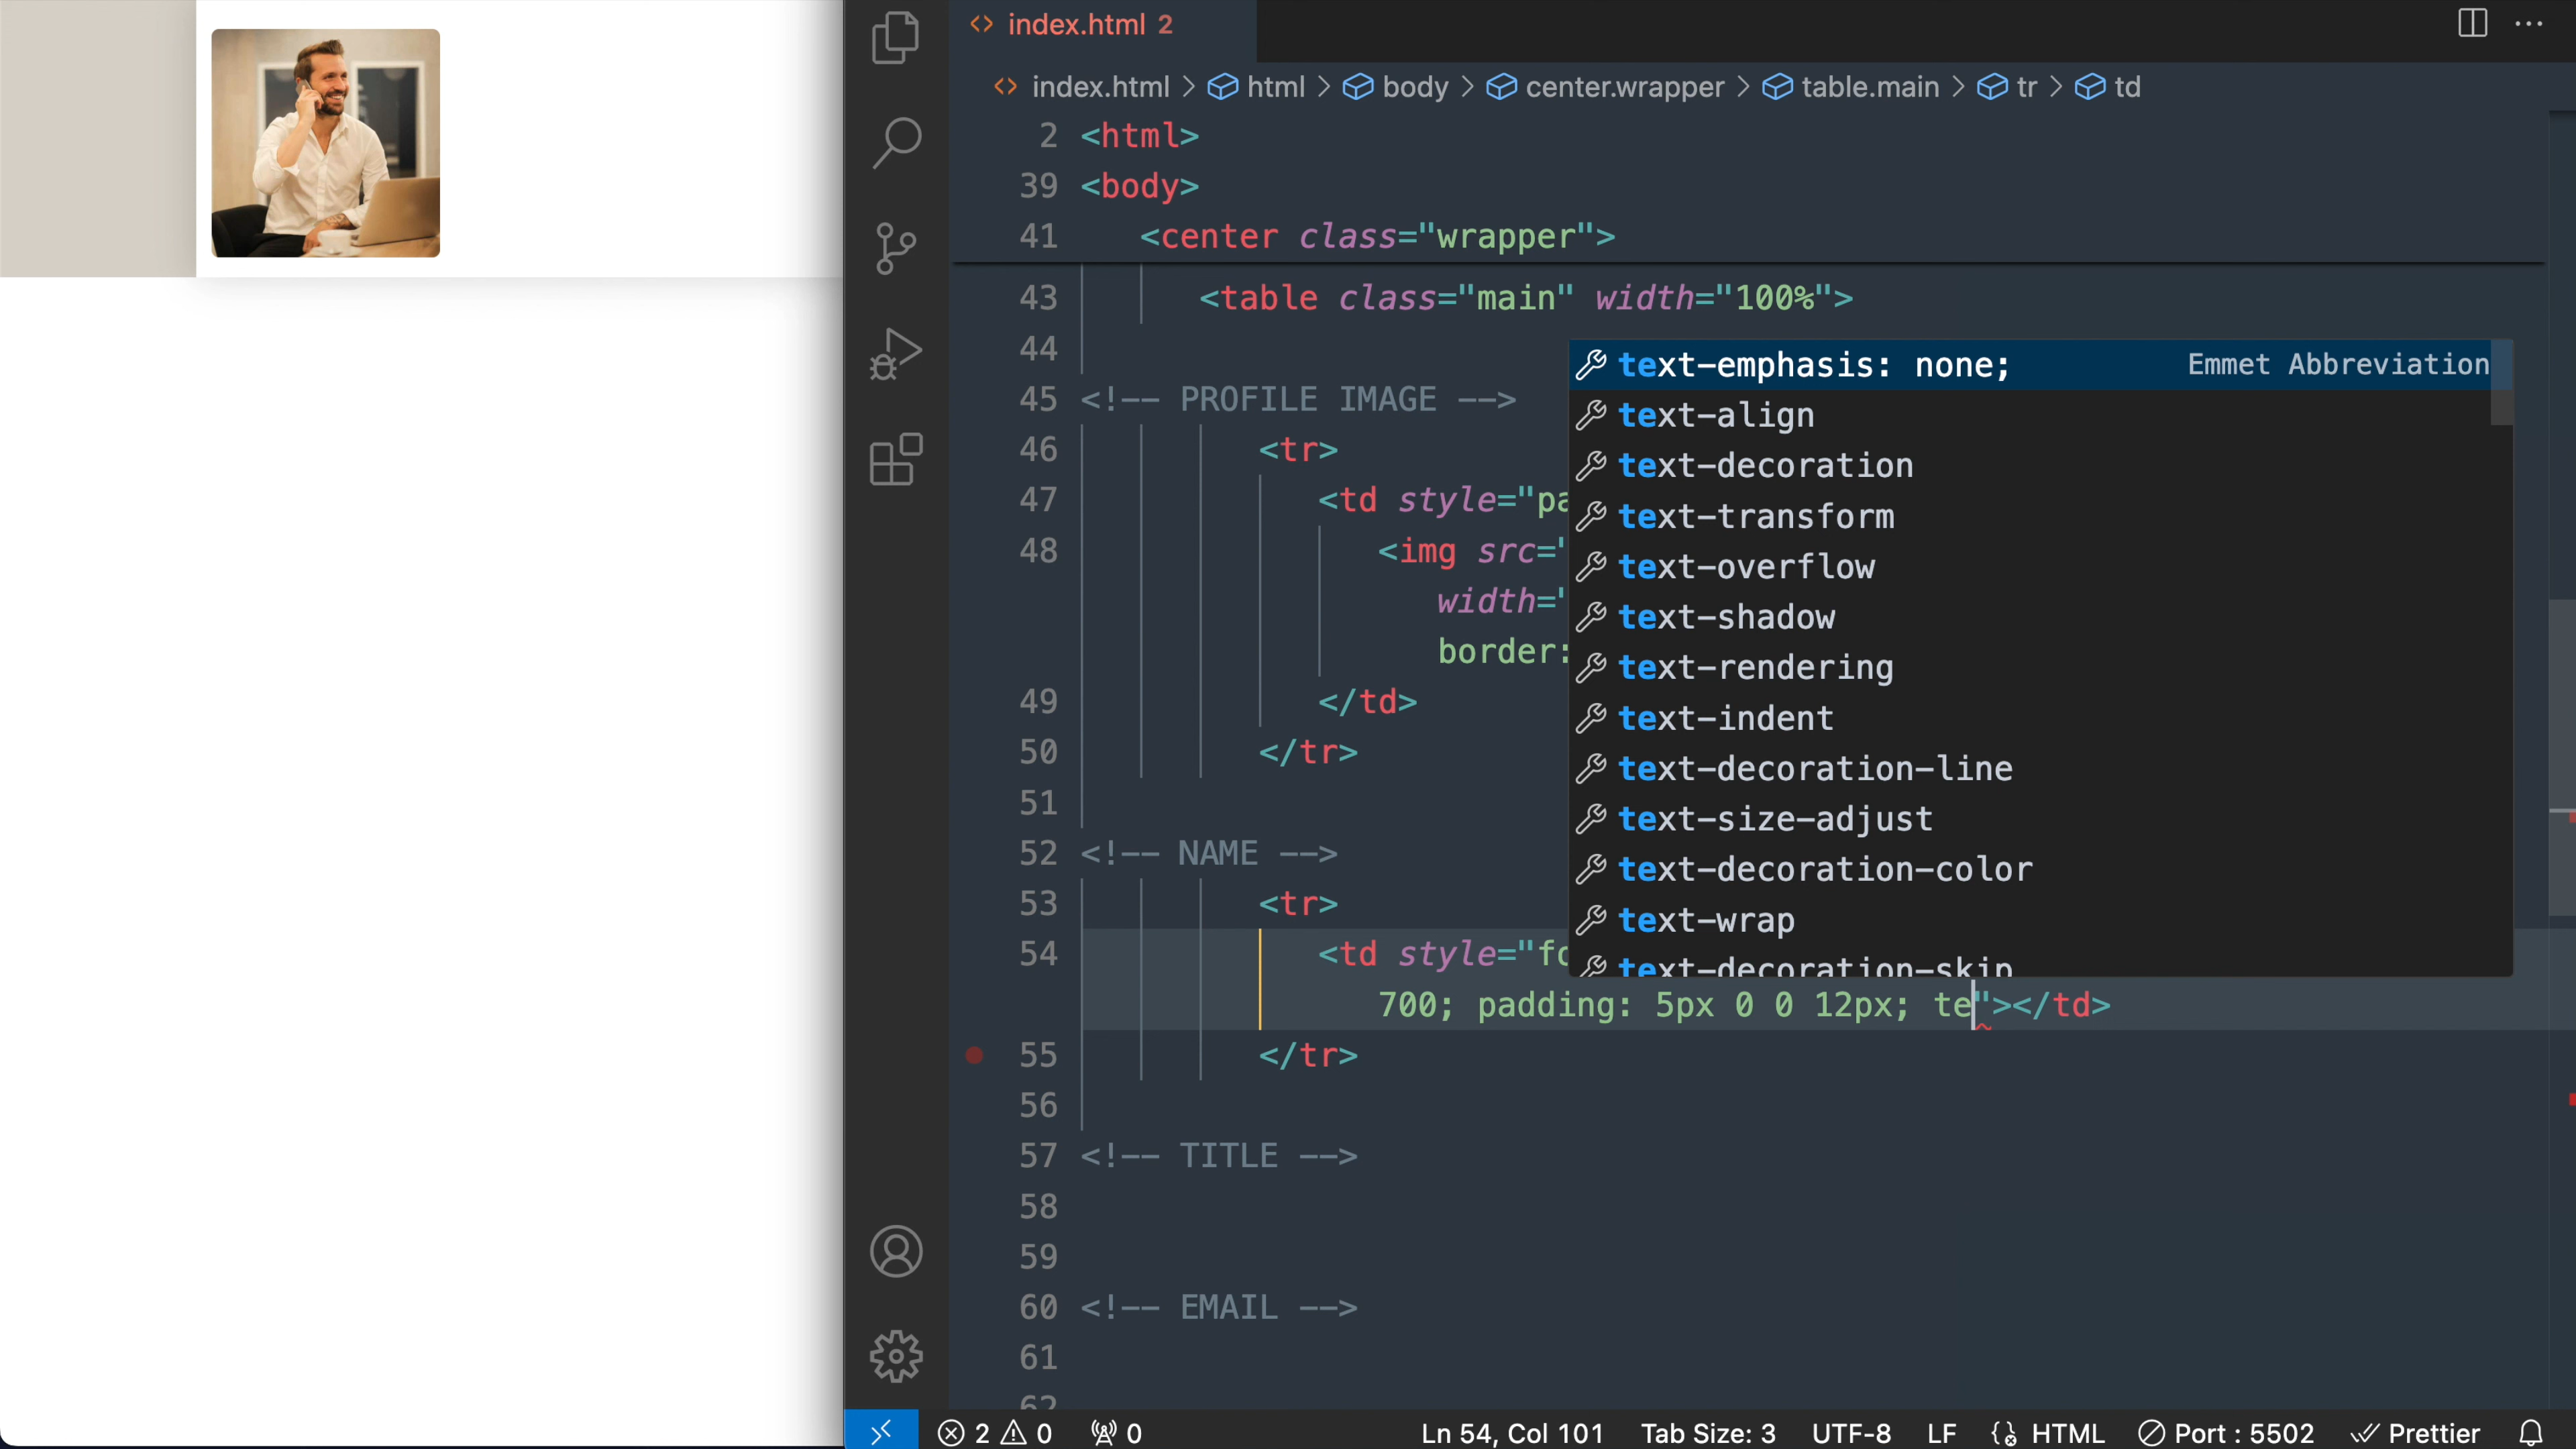 index.html 2
index.html > html > body > center.wrapper > table.main > tr > td
2 <html>
39 <body>
41 <center class="wrapper">
43 <table class="main" width="100%">
44
45 <!-- PROFILE IMAGE -->
46 <tr>
47 <td style="pa
48 <img src="
width="
border:
49 </td>
50 </tr>
51
52 <!-- NAME -->
53 <tr>
54 <td style="fo
700; padding: 5px 0 0 12px; te"></td>
55 </tr>
56
57 <!-- TITLE -->
58
59
60 <!-- EMAIL -->
61
62
text-emphasis: none; Emmet Abbreviation
text-align
text-decoration
text-transform
text-overflow
text-shadow
text-rendering
text-indent
text-decoration-line
text-size-adjust
text-decoration-color
text-wrap
text-decoration-skip
2 0 0 Ln 54, Col 101 Tab Size: 3 UTF-8 LF HTML Port : 5502 Prettier